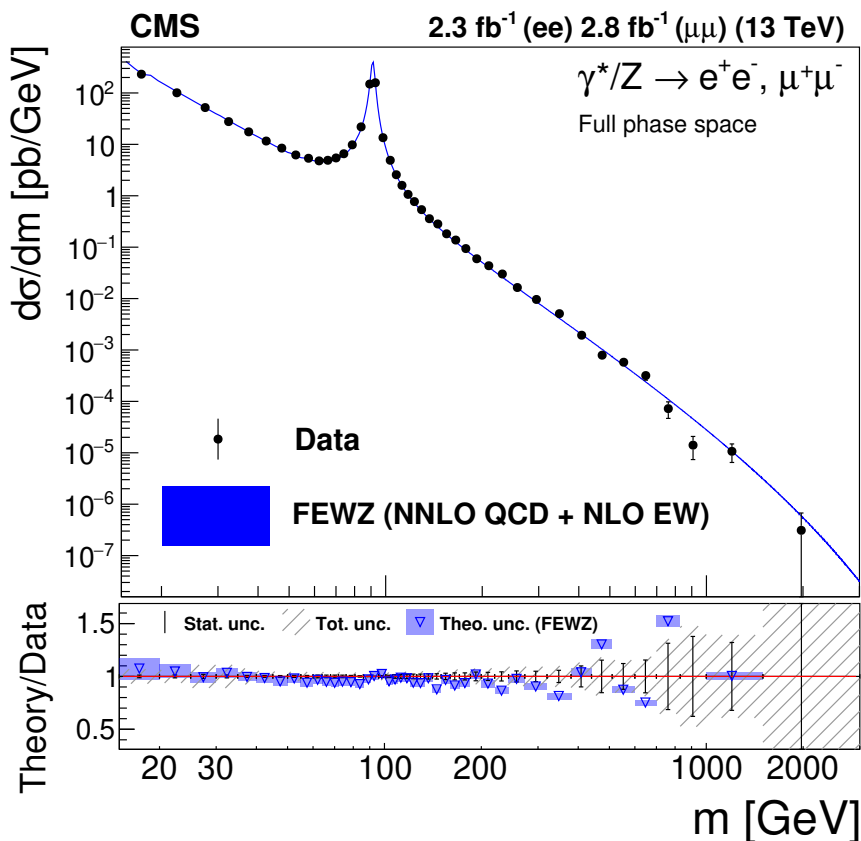 CMS 2.3 fb⁻¹ (ee) 2.8 fb⁻¹ (μμ) (13 TeV)
γ*/Z → e⁺e⁻, μ⁺μ⁻
Full phase space
dσ/dm [pb/GeV]
10²
10
1
10⁻¹
10⁻²
10⁻³
10⁻⁴
10⁻⁵
10⁻⁶
10⁻⁷
Data
FEWZ (NNLO QCD + NLO EW)
Theory/Data
1.5
1
0.5
Stat. unc. Tot. unc. Theo. unc. (FEWZ)
20 30 100 200 1000 2000
m [GeV]